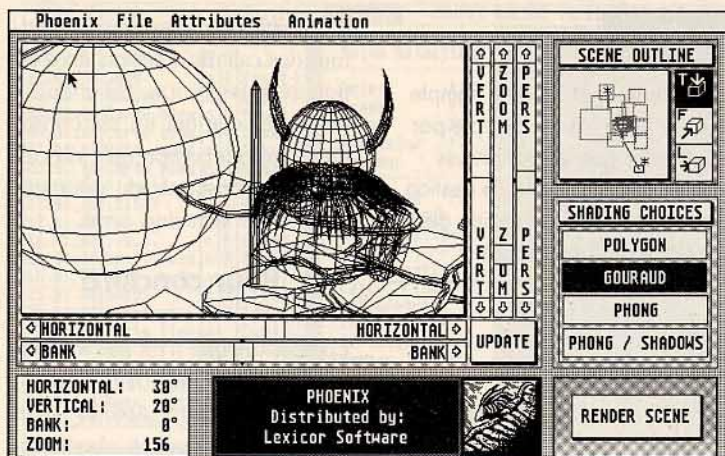 Phoenix File Attributes Animation
VERT ZOOM PERS
VERT ZOOM PERS
HORIZONTAL HORIZONTAL
BANK BANK
UPDATE
SCENE OUTLINE
T
F
L
SHADING CHOICES
POLYGON
GOURAUD
PHONG
PHONG / SHADOWS
HORIZONTAL: 30°
VERTICAL: 20°
BANK: 0°
ZOOM: 156
PHOENIX
Distributed by:
Lexicor Software
RENDER SCENE